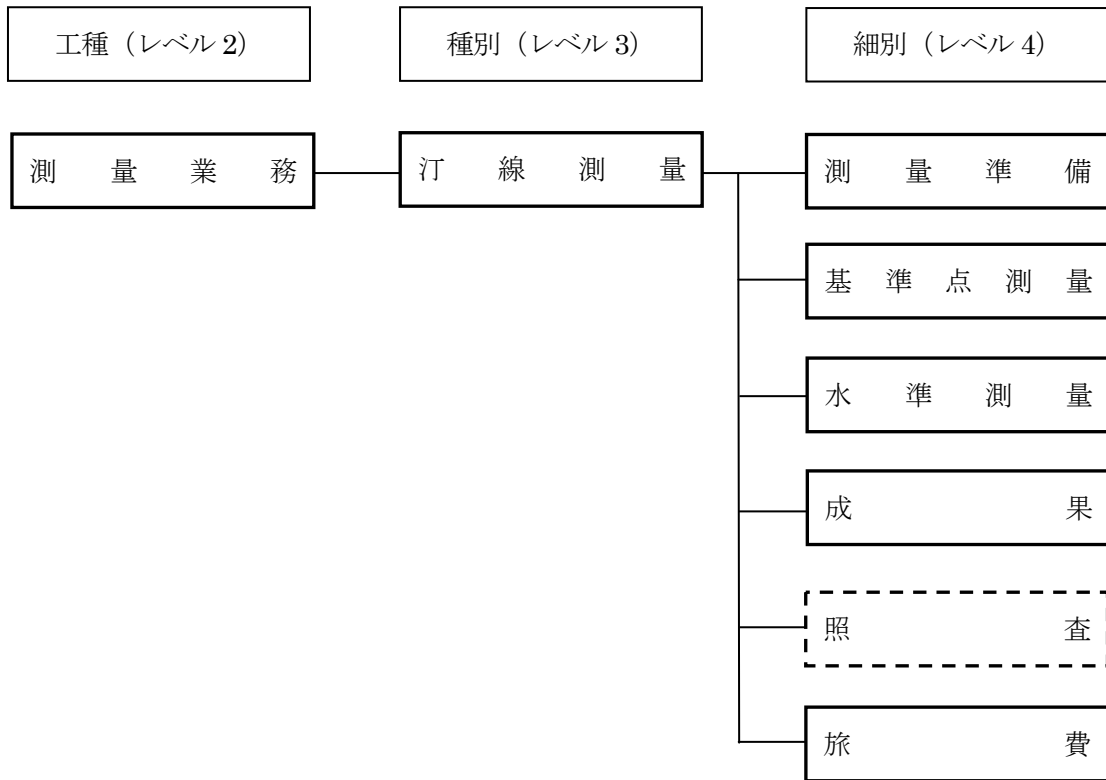 工種（レベル 2） 種別（レベル 3） 細別（レベル 4）
測量業務 汀線測量 測量準備
基準点測量
水準測量
成果
照査
旅費